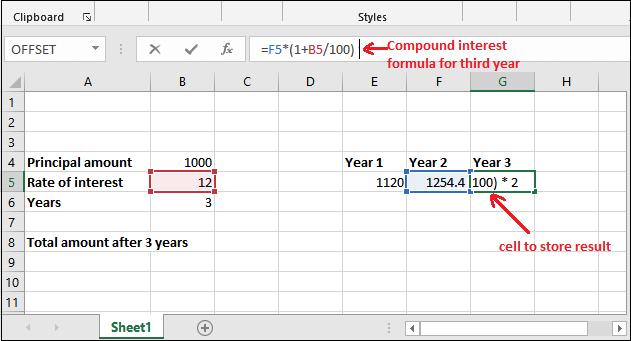 Clipboard Styles
OFFSET =F5*(1+B5/100) Compound interest
formula for third year
A B C D E F G H
1
2
3
4 Principal amount 1000 Year 1 Year 2 Year 3
5 Rate of interest 12 1120 1254.4 100) * 2
6 Years 3
7
cell to store result
8 Total amount after 3 years
9
10
11
Sheet1